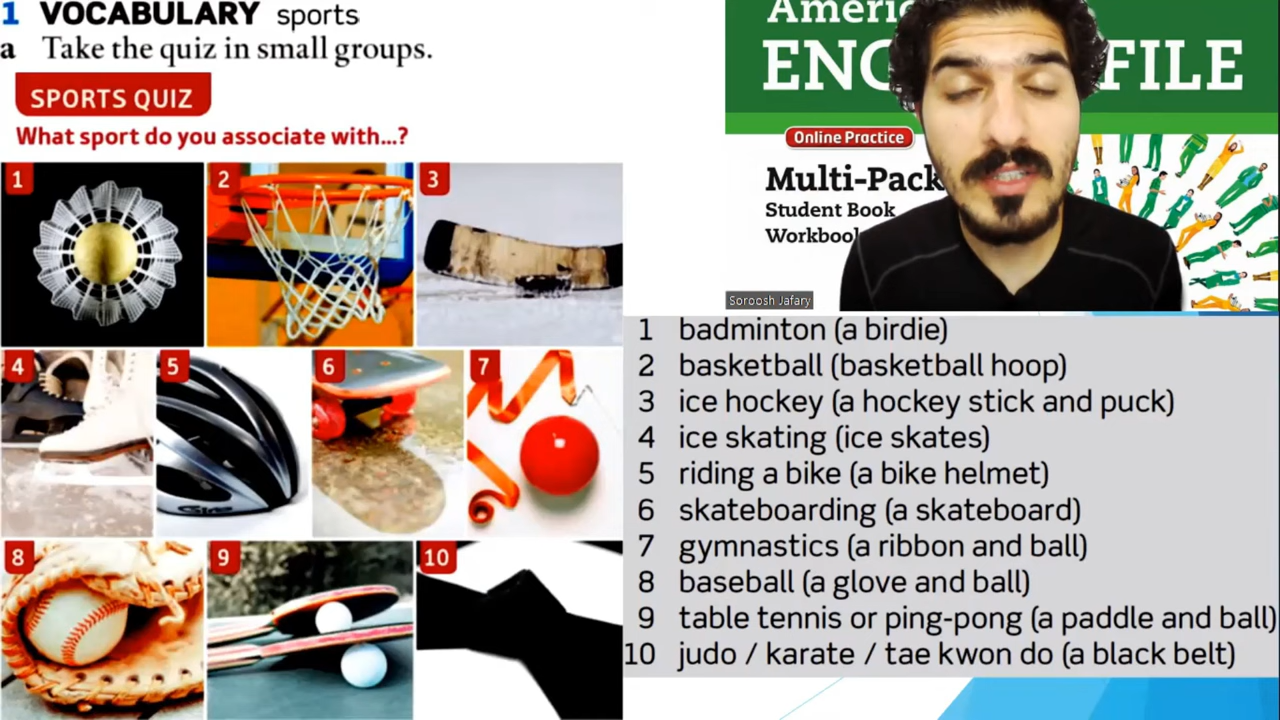 1 VOCABULARY sports
a Take the quiz in small groups.
SPORTS QUIZ
What sport do you associate with...?
1
2
3
4
5
6
7
8
9
10
FILE
Online Practice
Multi-Pack
Student Book
Soroosh Jafary
1 badminton (a birdie)
2 basketball (basketball hoop)
3 ice hockey (a hockey stick and puck)
4 ice skating (ice skates)
5 riding a bike (a bike helmet)
6 skateboarding (a skateboard)
7 gymnastics (a ribbon and ball)
8 baseball (a glove and ball)
9 table tennis or ping-pong (a paddle and ball)
10 judo / karate / tae kwon do (a black belt)